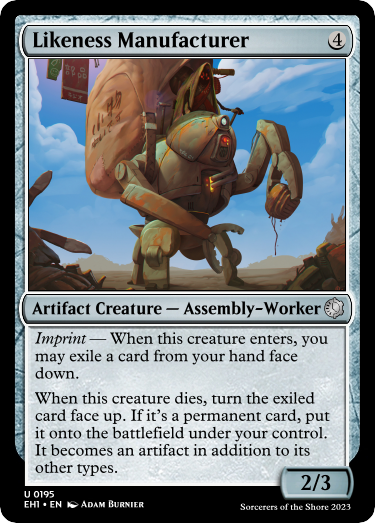 Likeness Manufacturer 4
Artifact Creature — Assembly-Worker
Imprint — When this creature enters, you
may exile a card from your hand face
down.
When this creature dies, turn the exiled
card face up. If it's a permanent card, put
it onto the battlefield under your control.
It becomes an artifact in addition to its
other types.
2/3
U 0195
EH1 • EN Adam Burnier
Sorcerers of the Shore 2023